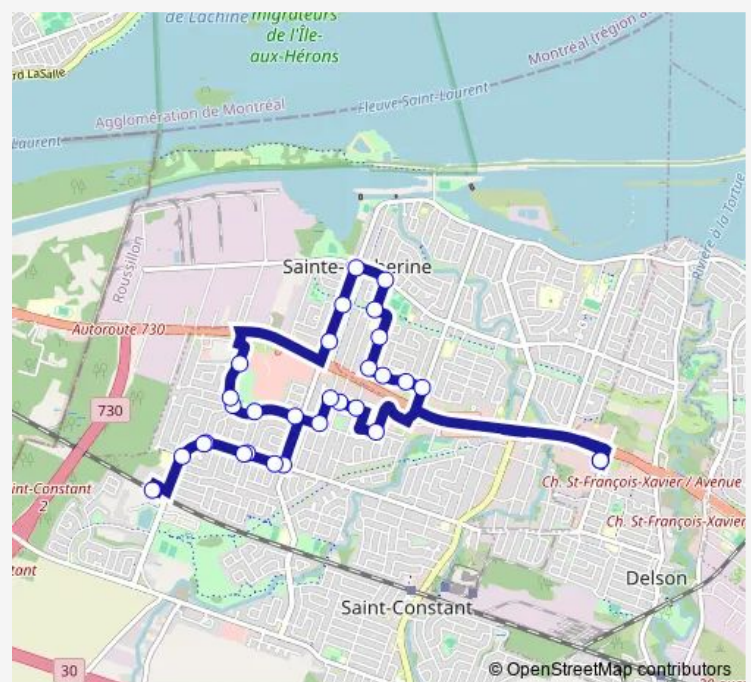 de Lachine
migrateurs
de l'Île-
aux-Hérons
Montréal (région a
rd LaSalle
Agglomération de Montréal
Fleuve Saint-Laurent
Laurent
Rivière à la Tortue
Roussillon
Autoroute 730
730
int-Constant
2
Ch. St-François-Xavier / Avenue
Ch. St-François-Xavier
tant
Delson
Saint-Constant
30
© OpenStreetMap contributors